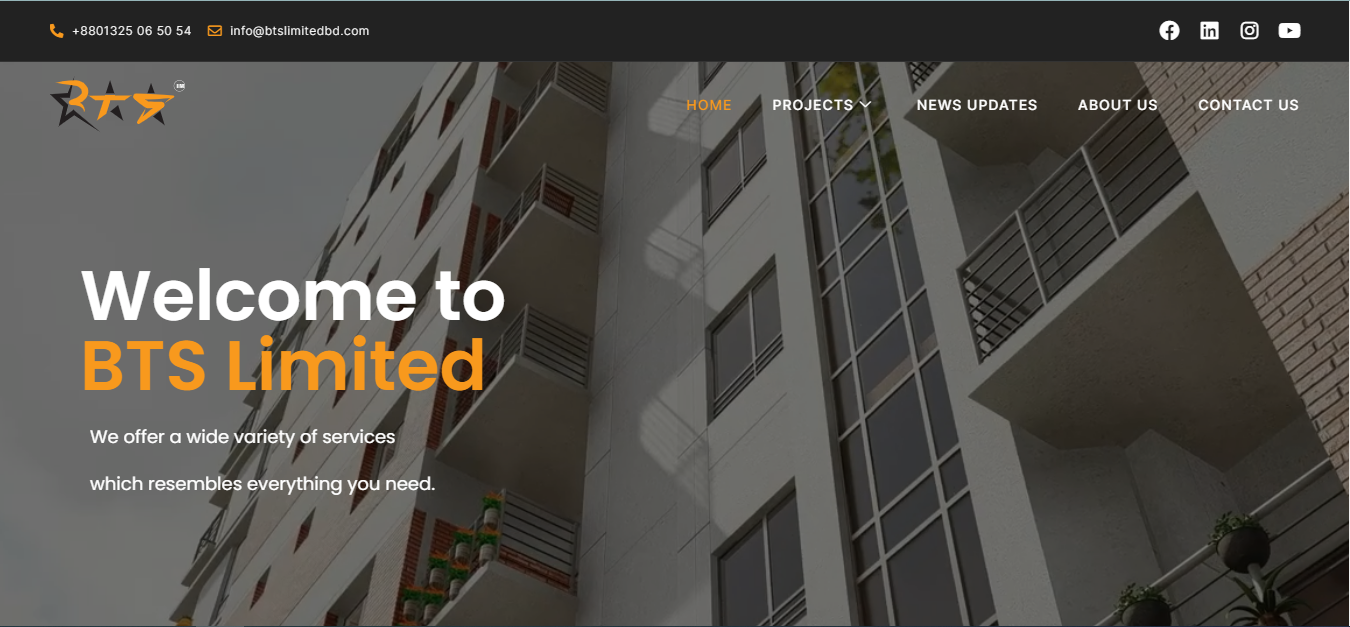 +8801325 06 50 54 info@btslimitedbd.com
BTS
HOME PROJECTS NEWS UPDATES ABOUT US CONTACT US
Welcome to
BTS Limited
We offer a wide variety of services
which resembles everything you need.